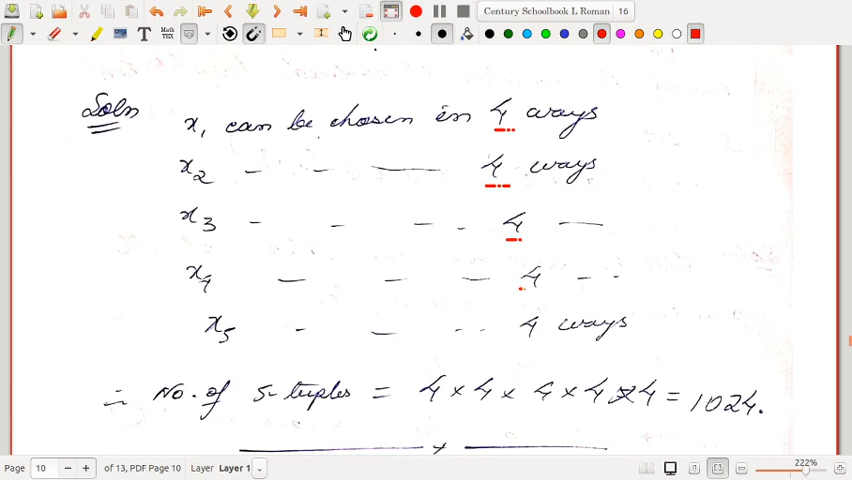 Century Schoolbook L Roman 16
T Math TEX
Soln x₁ can be chosen in 4 ways
x₂ - - — 4 ways
x₃ - - - - 4 —
x₄ — - — 4 - -
x₅ - — -- 4 ways
∴ No. of 5-tuples = 4 × 4 × 4 × 4 × 4 = 1024.
Page 10 of 13, PDF Page 10 Layer Layer 1 222%